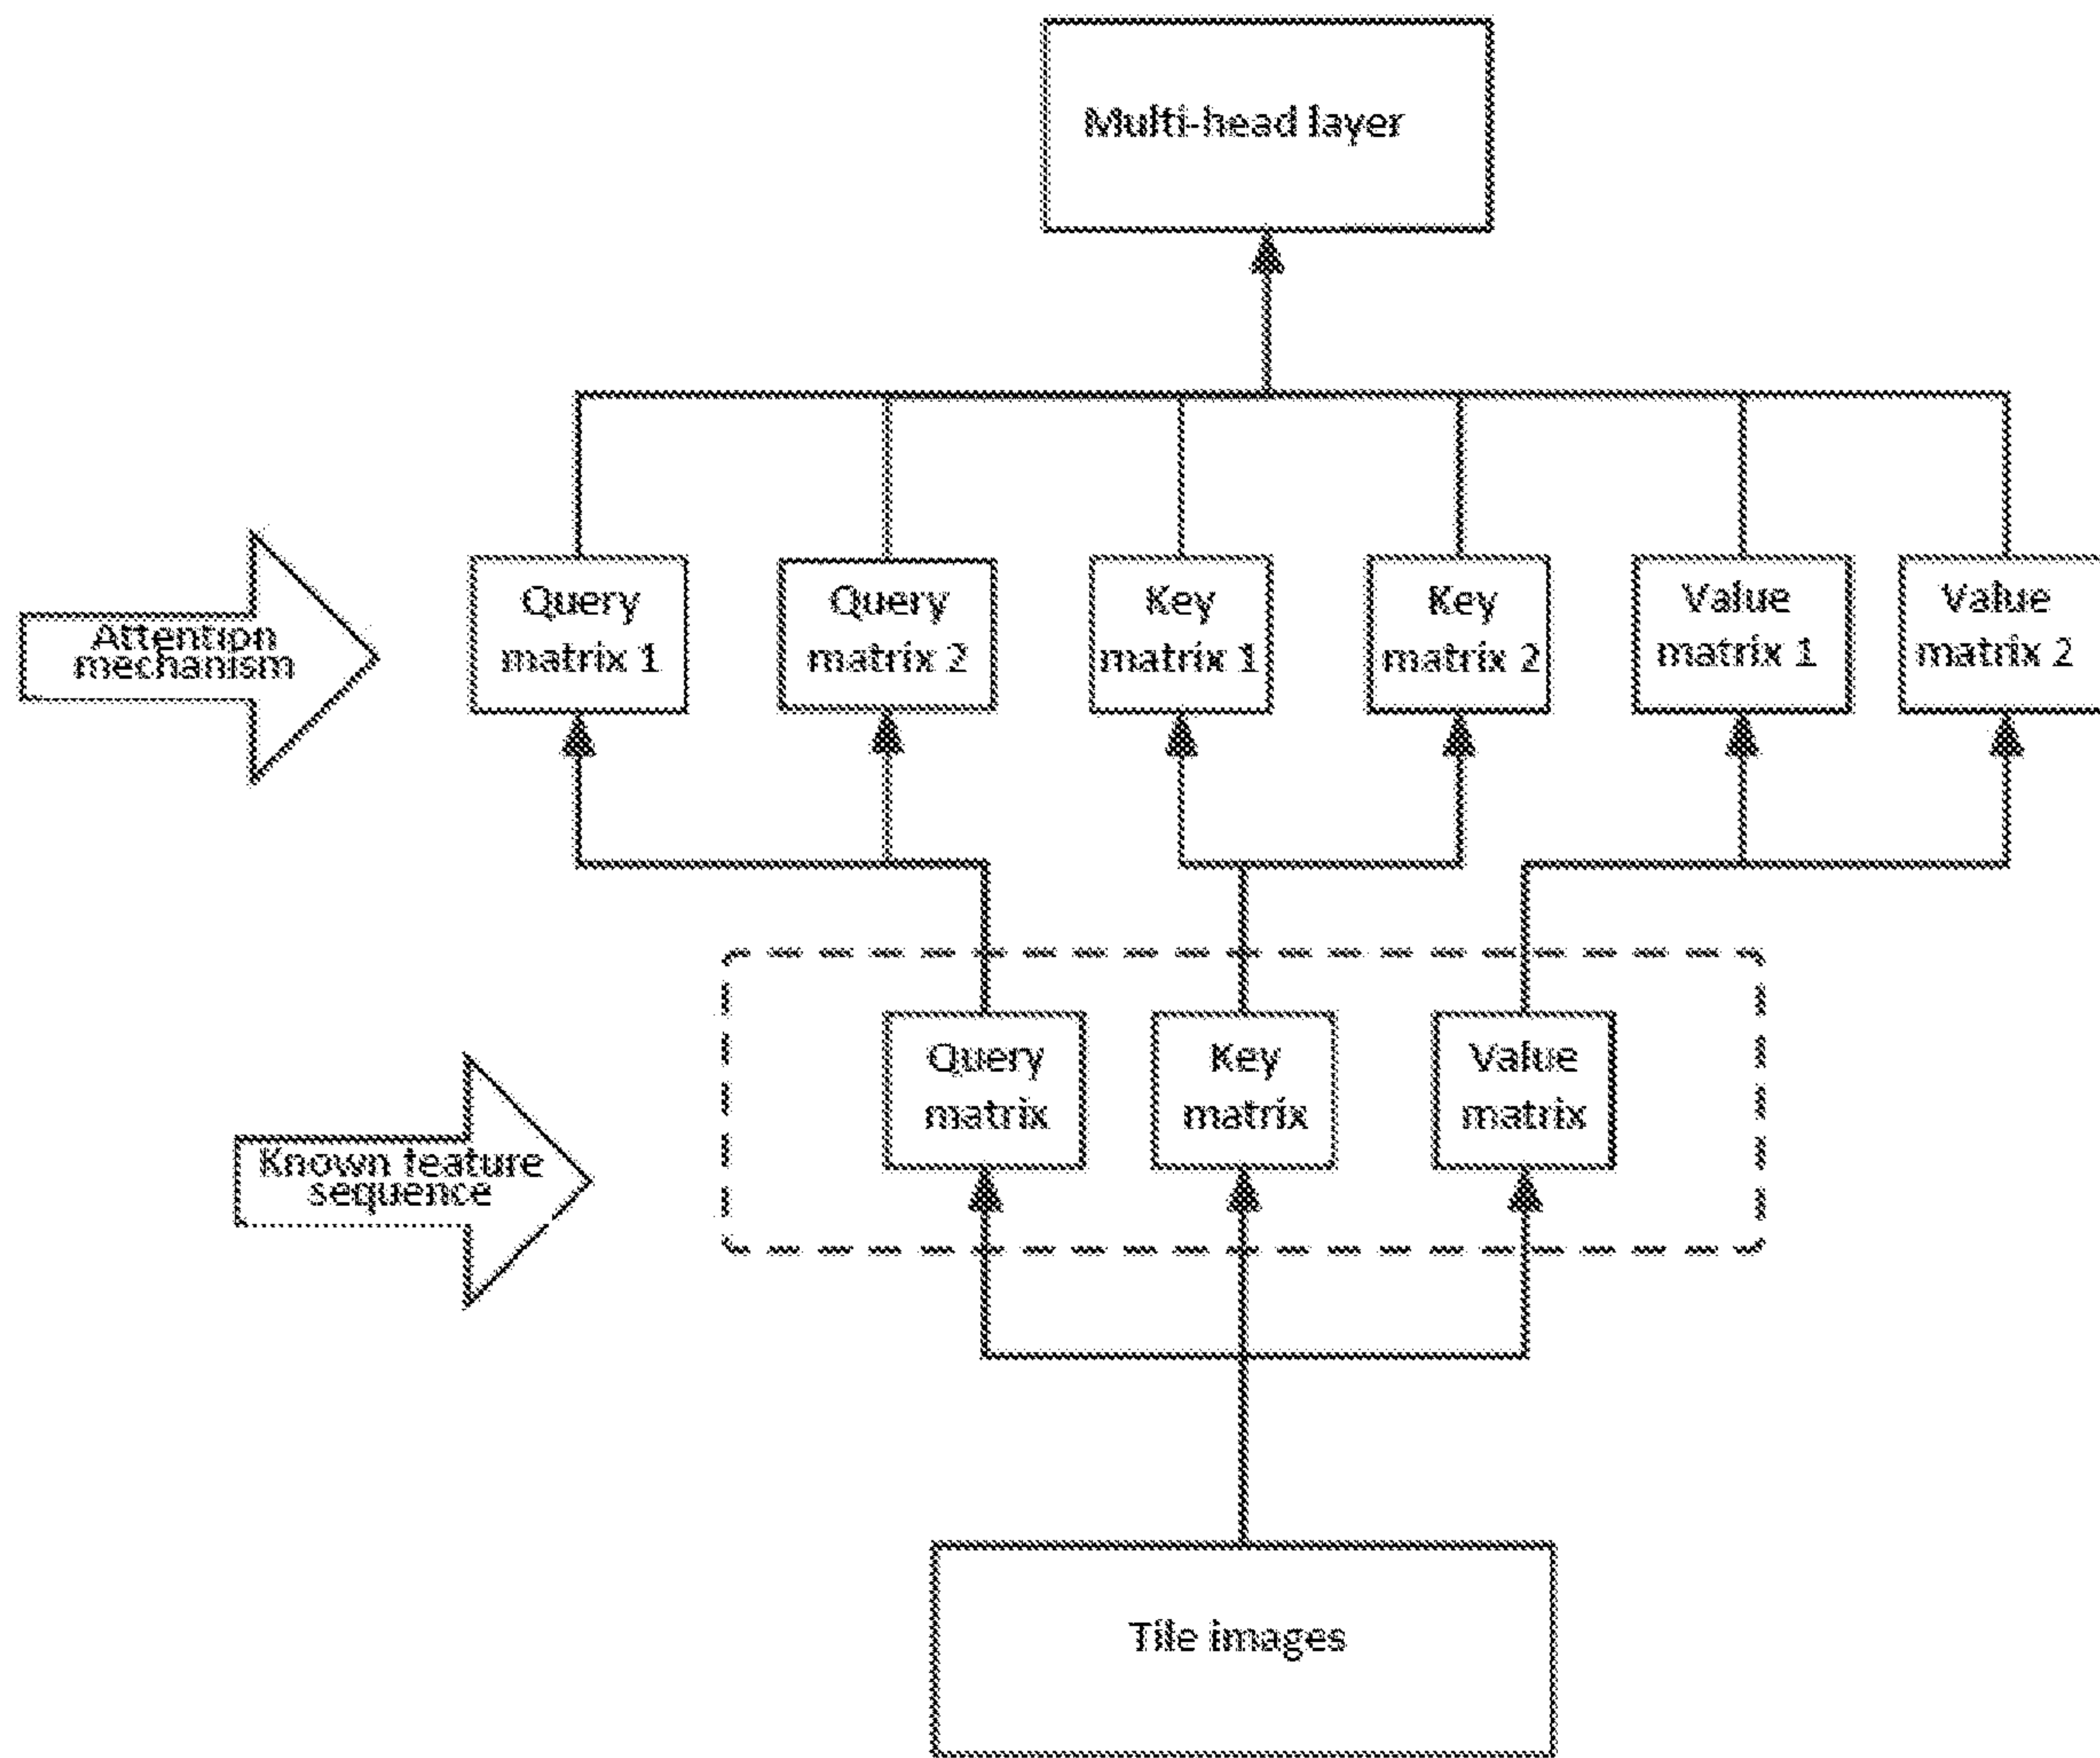 Multi-head layer
Attention
mechanism
Query
matrix 1
Query
matrix 2
Key
matrix 1
Key
matrix 2
Value
matrix 1
Value
matrix 2
Known feature
sequence
Query
matrix
Key
matrix
Value
matrix
Tile images